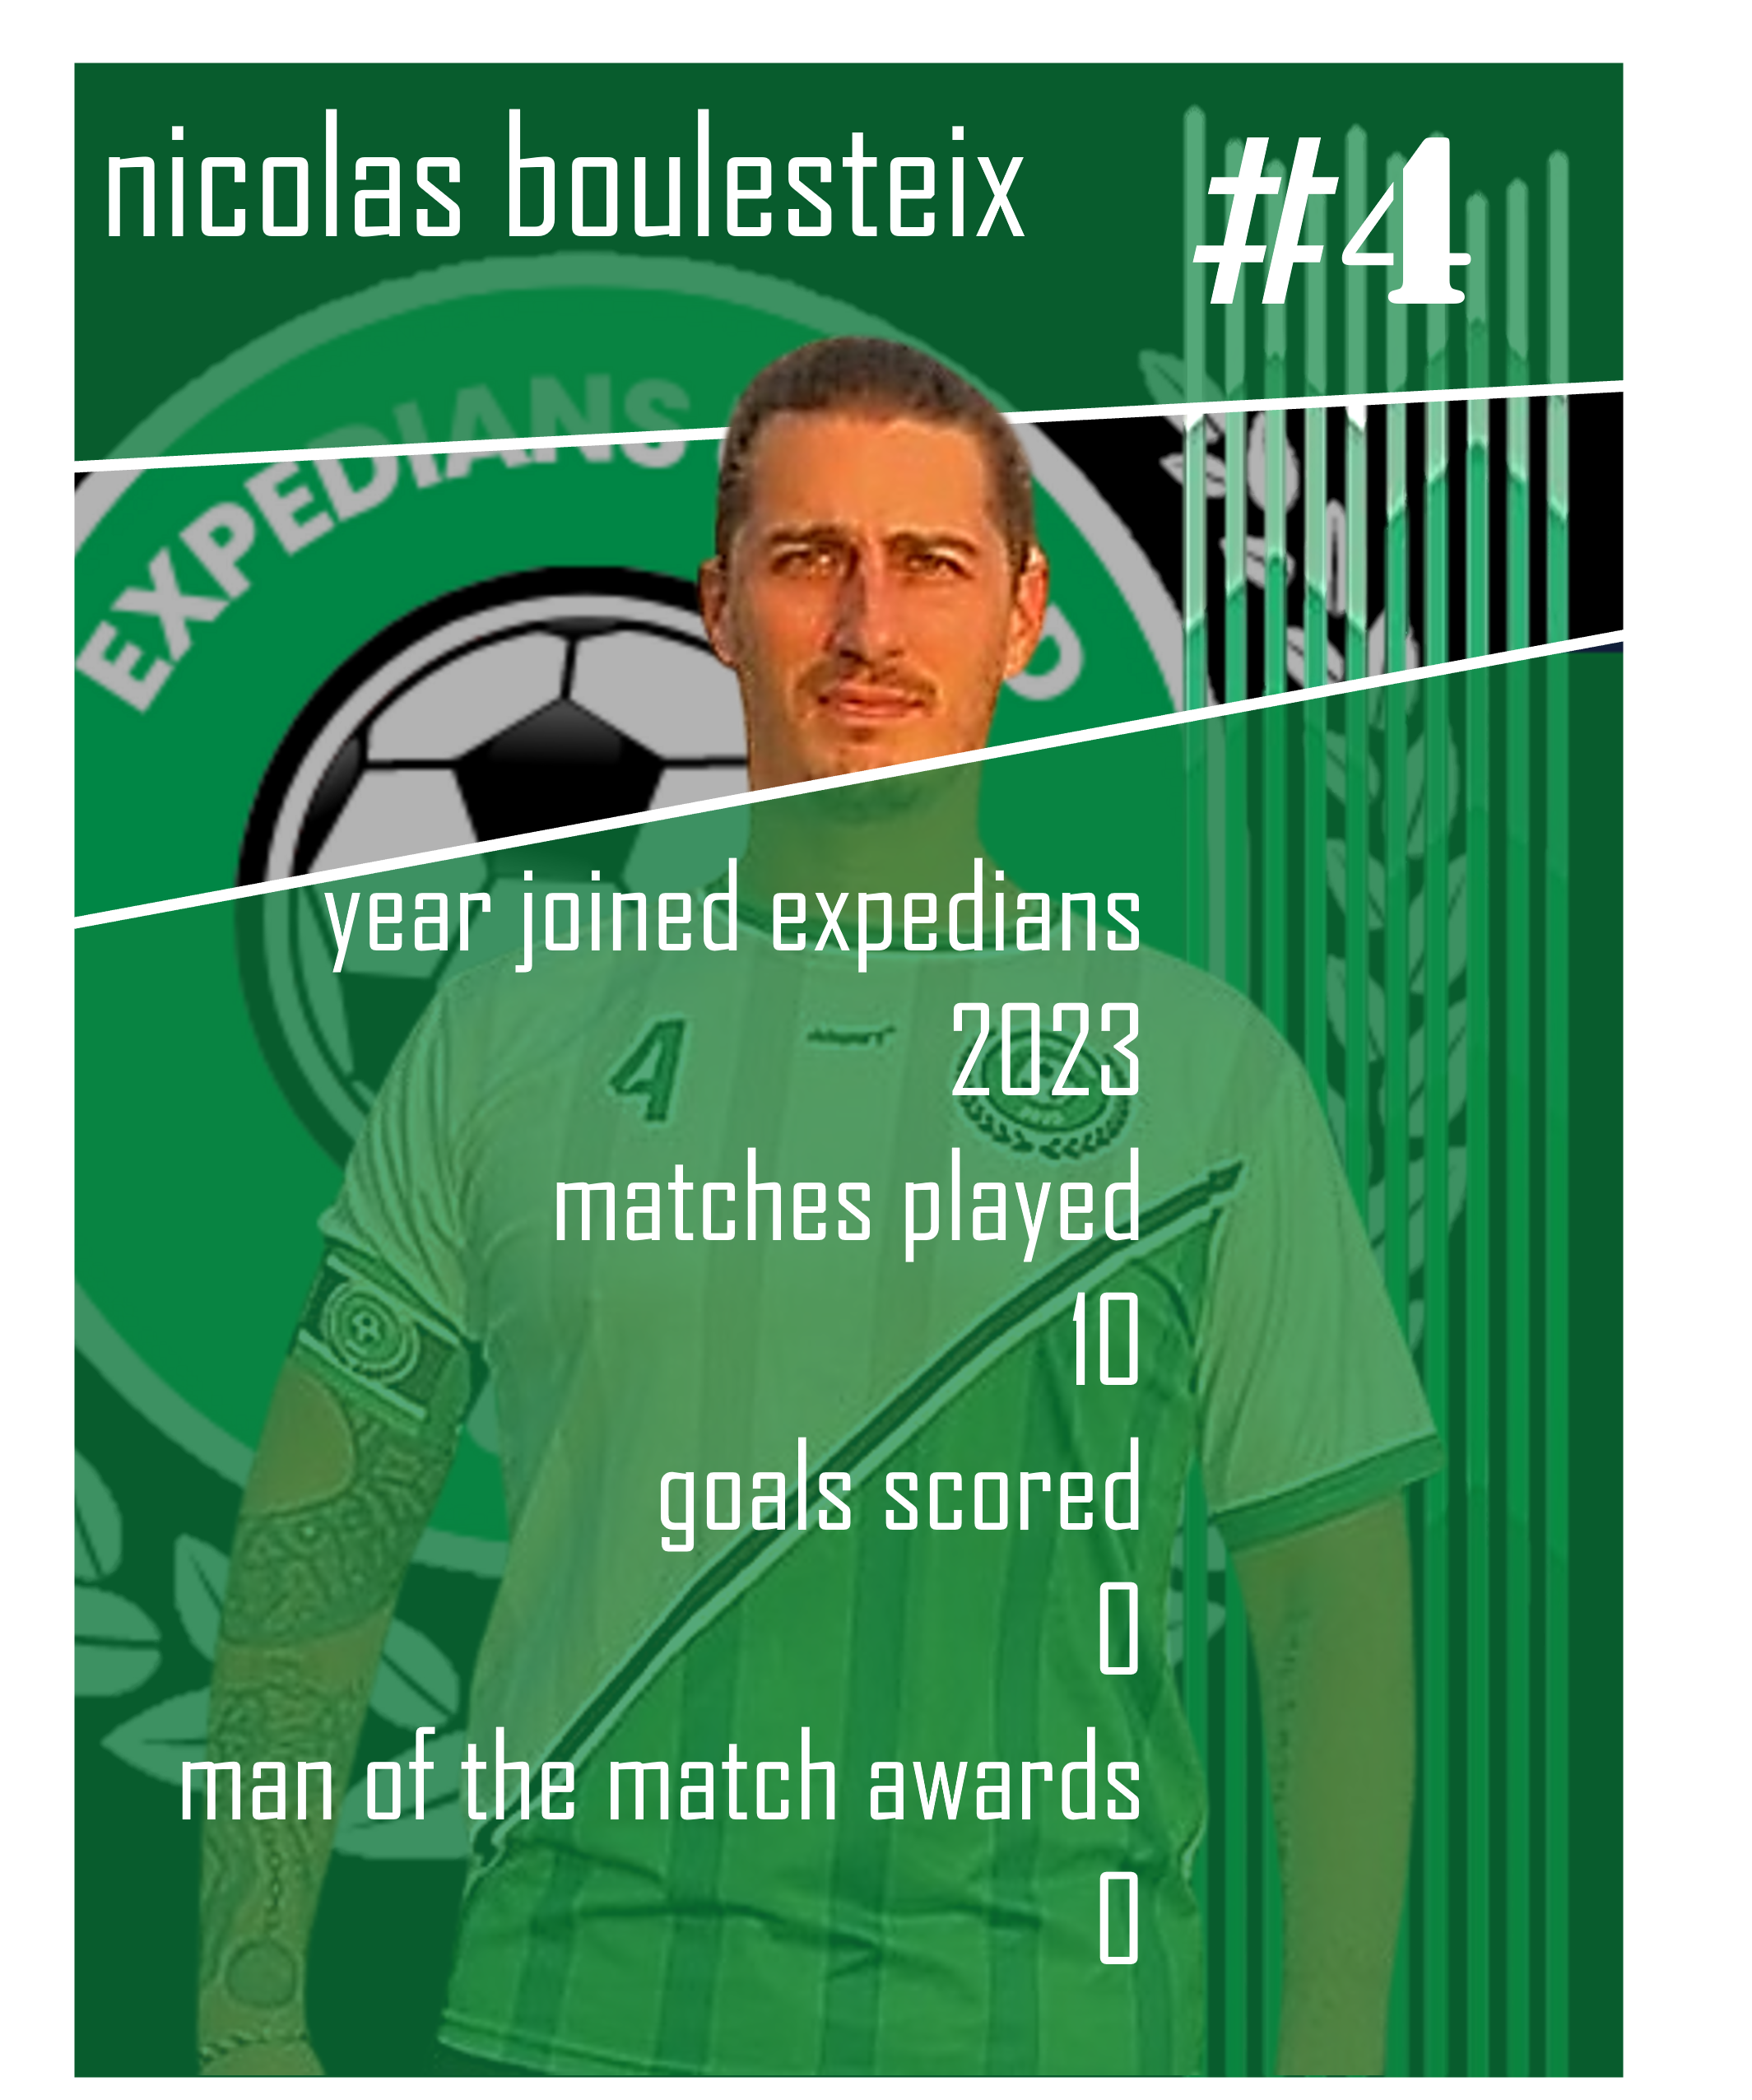 nicolas boulesteix
#4
EXPEDIANS
year joined expedians
4
2023
matches played
10
goals scored
0
man of the match awards
0